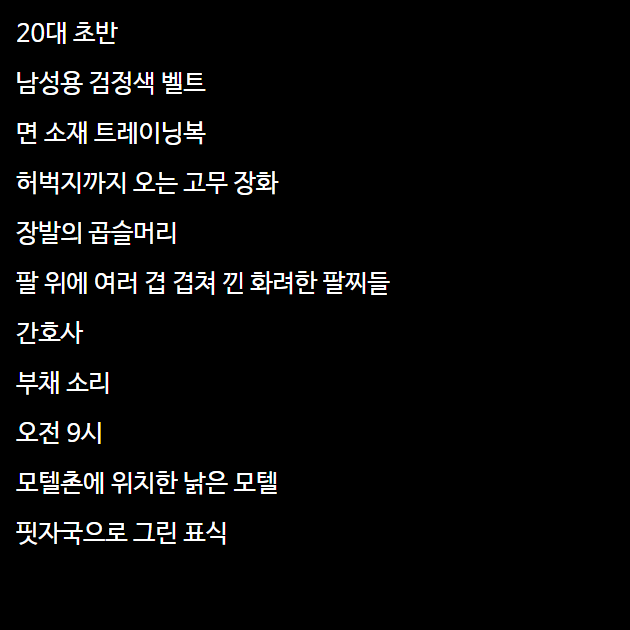 20대 초반
남성용 검정색 벨트
면 소재 트레이닝복
허벅지까지 오는 고무 장화
장발의 곱슬머리
팔 위에 여러 겹 겹쳐 낀 화려한 팔찌들
간호사
부채 소리
오전 9시
모텔촌에 위치한 낡은 모텔
핏자국으로 그린 표식